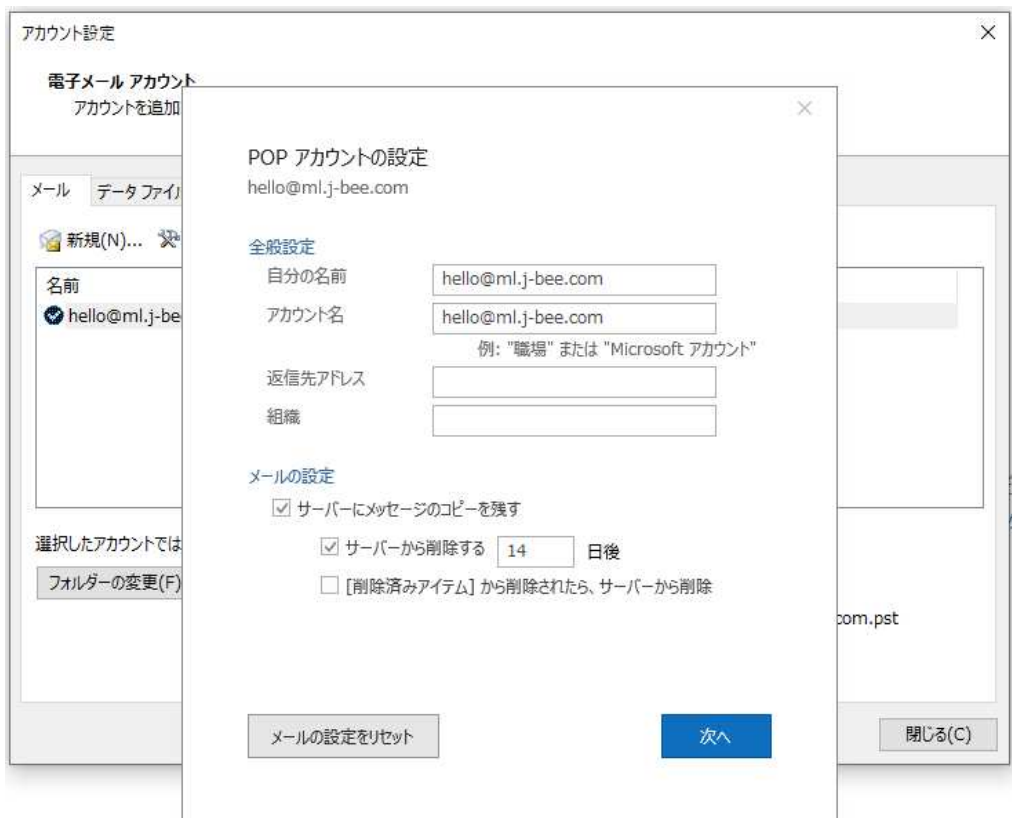 アカウント設定
電子メール アカウント
アカウントを追加
メール
データ ファイル
新規(N)...
名前
hello@ml.j-be
選択したアカウントでは
フォルダーの変更(F)
POP アカウントの設定
hello@ml.j-bee.com
全般設定
自分の名前 hello@ml.j-bee.com
アカウント名 hello@ml.j-bee.com
例: "職場" または "Microsoft アカウント"
返信先アドレス
組織
メールの設定
サーバーにメッセージのコピーを残す
サーバーから削除する 14 日後
[削除済みアイテム] から削除されたら、サーバーから削除
メールの設定をリセット
次へ
com.pst
閉じる(C)